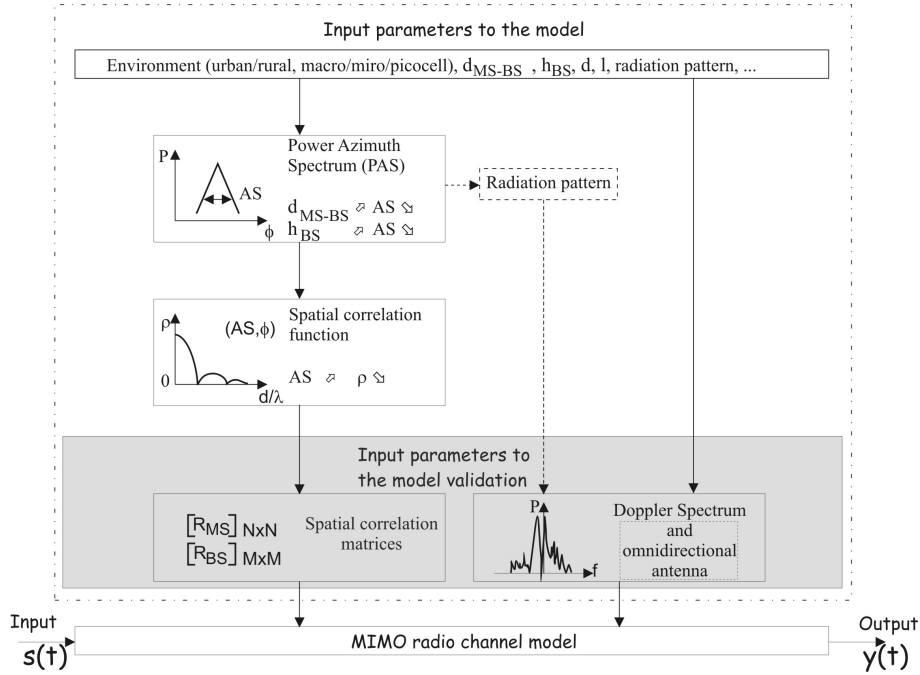 Input parameters to the model
Environment (urban/rural, macro/miro/picocell), dMS-BS , hBS, d, l, radiation pattern, ...
Power Azimuth
Spectrum (PAS)
P
AS
ϕ
dMS-BS ⬀ AS ⬂
hBS ⬀ AS ⬂
Radiation pattern
Spatial correlation
function
(AS,ϕ)
ρ
0
d/λ
AS ⬀ ρ ⬂
Input parameters to
the model validation
[RMS] NxN
[RBS] MxM
Spatial correlation
matrices
P
f
Doppler Spectrum
and
omnidirectional
antenna
Input
s(t)
MIMO radio channel model
Output
y(t)